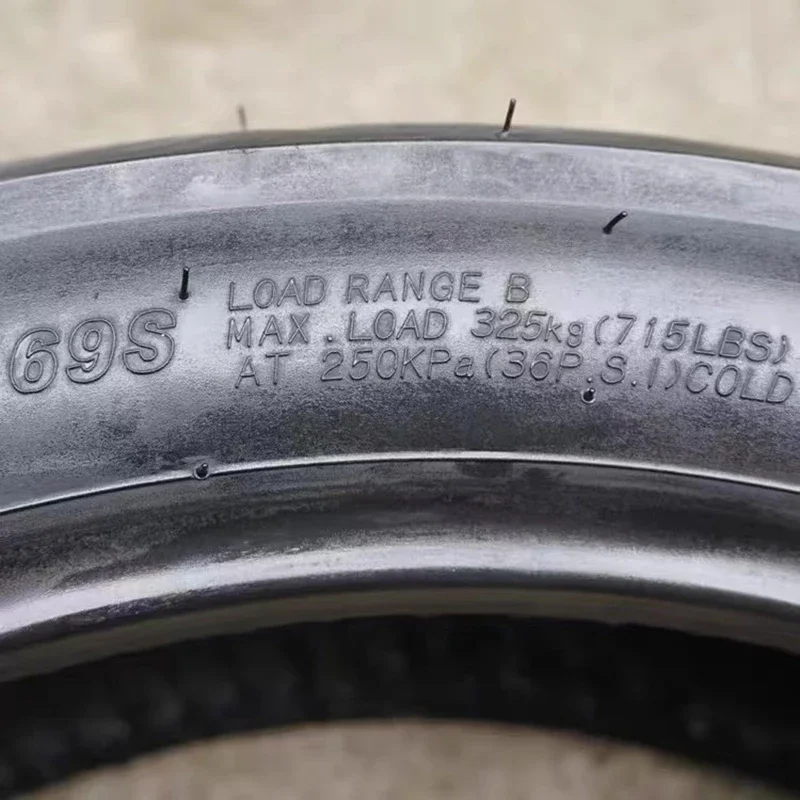 69S
LOAD RANGE B
MAX.LOAD 325kg(715LBS)
AT 250KPa(36P.S.I)COLD